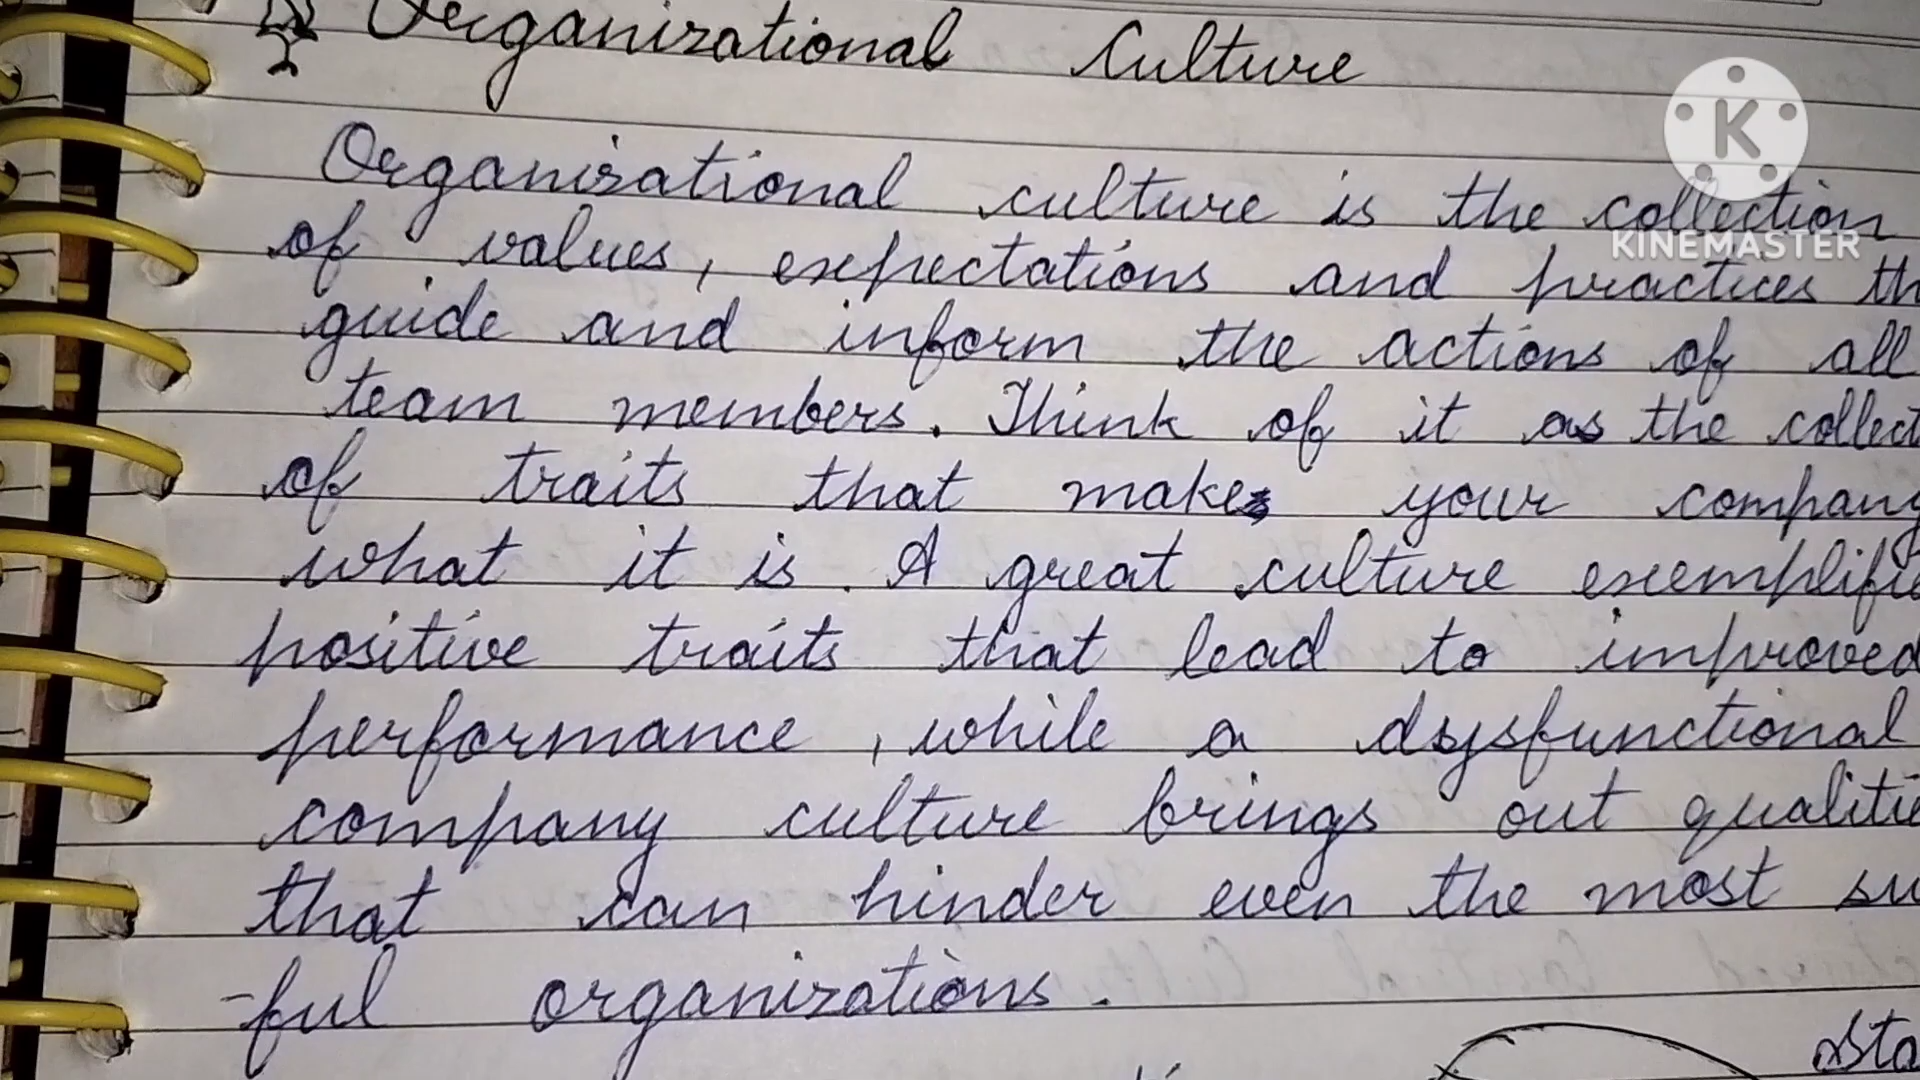 Organizational Culture
Organizational culture is the collection
of values, expectations and practices th
guide and inform the actions of all
team members. Think of it as the collect
of traits that makes your company
what it is. A great culture exemplifie
positive traits that lead to improved
performance, while a dysfunctional
company culture brings out qualitie
that can hinder even the most su
-ful organizations.
Sta
K
KINEMASTER